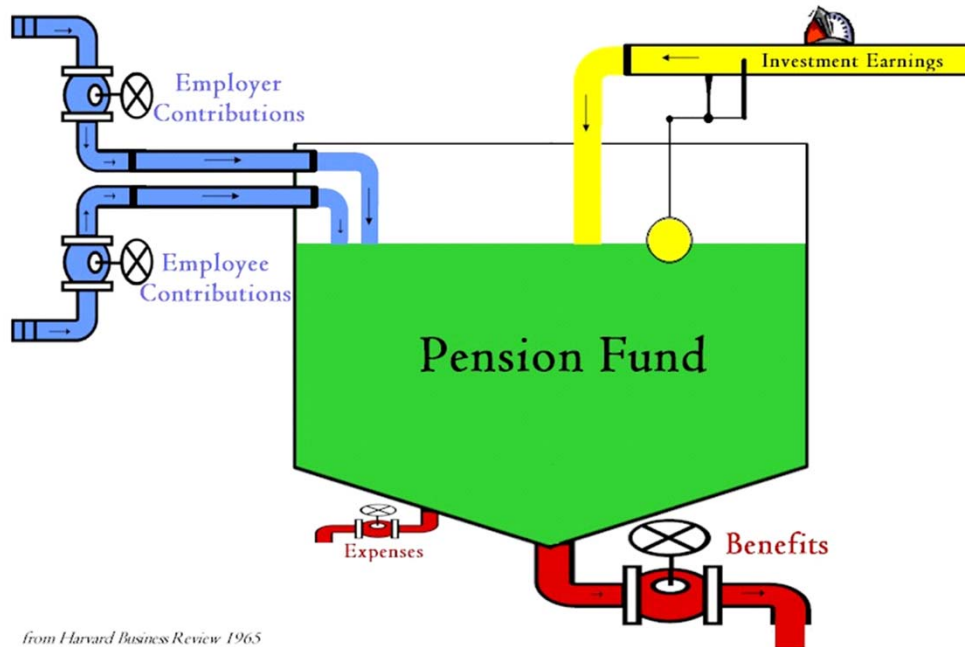 Employer
Contributions
Investment Earnings
Employee
Contributions
Pension Fund
Expenses
Benefits
from Harvard Business Review 1965